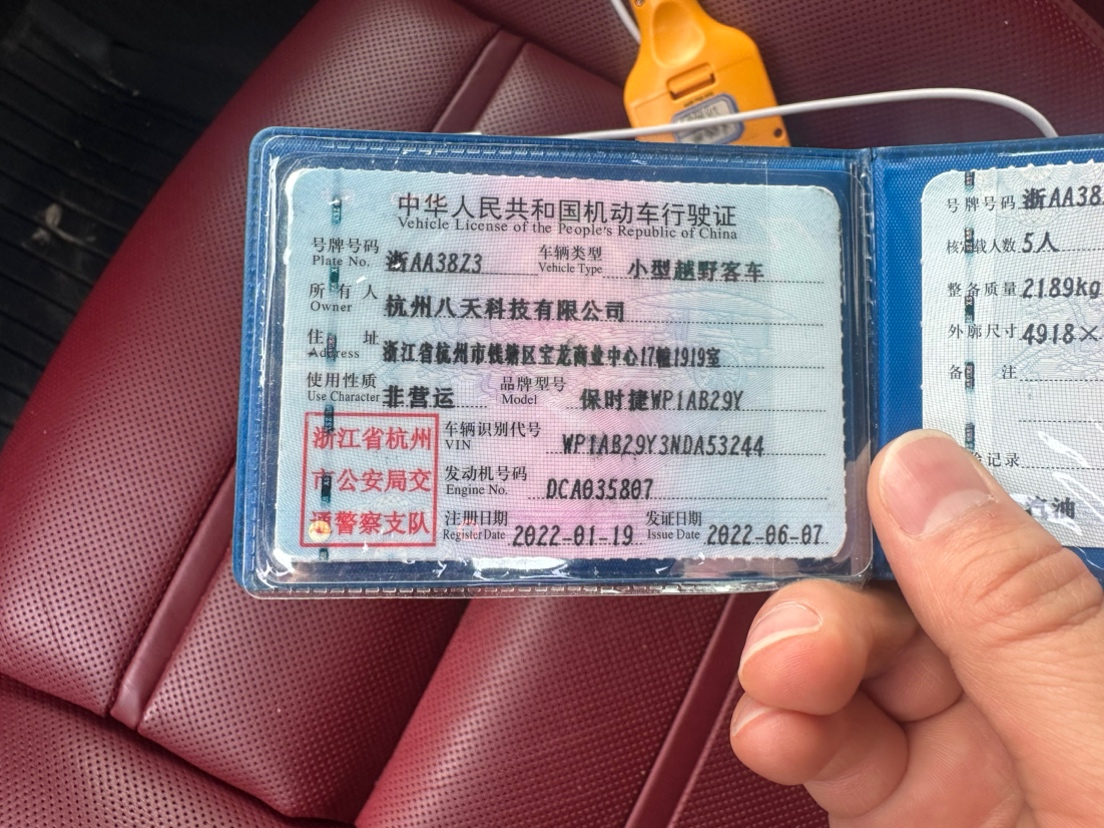 中华人民共和国机动车行驶证
Vehicle License of the People's Republic of China
号牌号码 浙AA38Z3 车辆类型 小型越野客车
Plate No. Vehicle Type
所有人 杭州八天科技有限公司
Owner
住址 浙江省杭州市钱塘区宝龙商业中心17幢1919室
Address
使用性质 非营运 品牌型号 保时捷WP1AB29Y
Use Character Model
浙江省杭州
市公安局交
通警察支队
车辆识别代号 WP1AB29Y3NDA53244
VIN
发动机号码 DCA035807
Engine No.
注册日期 2022-01-19 发证日期 2022-06-07
Register Date Issue Date
号牌号码 浙AA38
核定载人数 5人
整备质量 2189kg
外廓尺寸 4918×
备注
记录
汽油